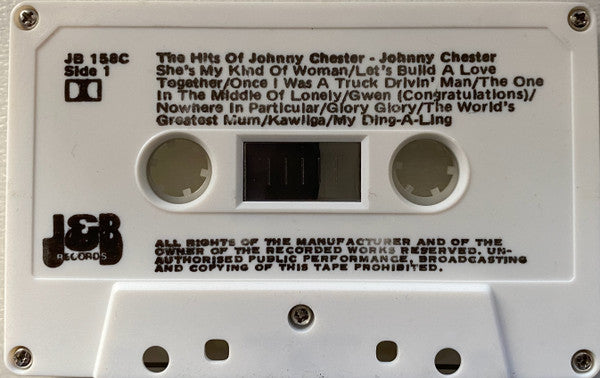 JB 158C
Side 1
The Hits Of Johnny Chester - Johnny Chester
She's My Kind Of Woman/Let's Build A Love
Together/Once I Was A Truck Drivin' Man/The One
In The Middle Of Lonely/Gwen (Congratulations)/
Nowhere In Particular/Glory Glory/The World's
Greatest Mum/Kawliga/My Ding-A-Ling
J&B
RECORDS
ALL RIGHTS OF THE MANUFACTURER AND OF THE
OWNER OF THE RECORDED WORKS RESERVED. UN-
AUTHORISED PUBLIC PERFORMANCE, BROADCASTING
AND COPYING OF THIS TAPE PROHIBITED.